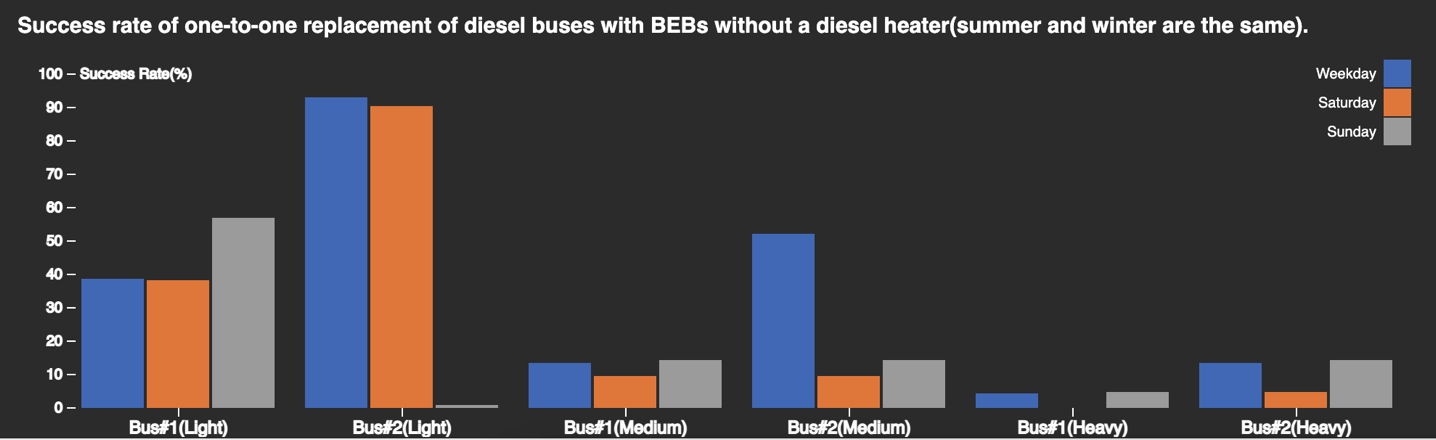 Success rate of one-to-one replacement of diesel buses with BEBs without a diesel heater(summer and winter are the same).
100 Success Rate(%)
90
80
70
60
50
40
30
20
10
0
Weekday
Saturday
Sunday
Bus#1(Light) Bus#2(Light) Bus#1(Medium) Bus#2(Medium) Bus#1(Heavy) Bus#2(Heavy)